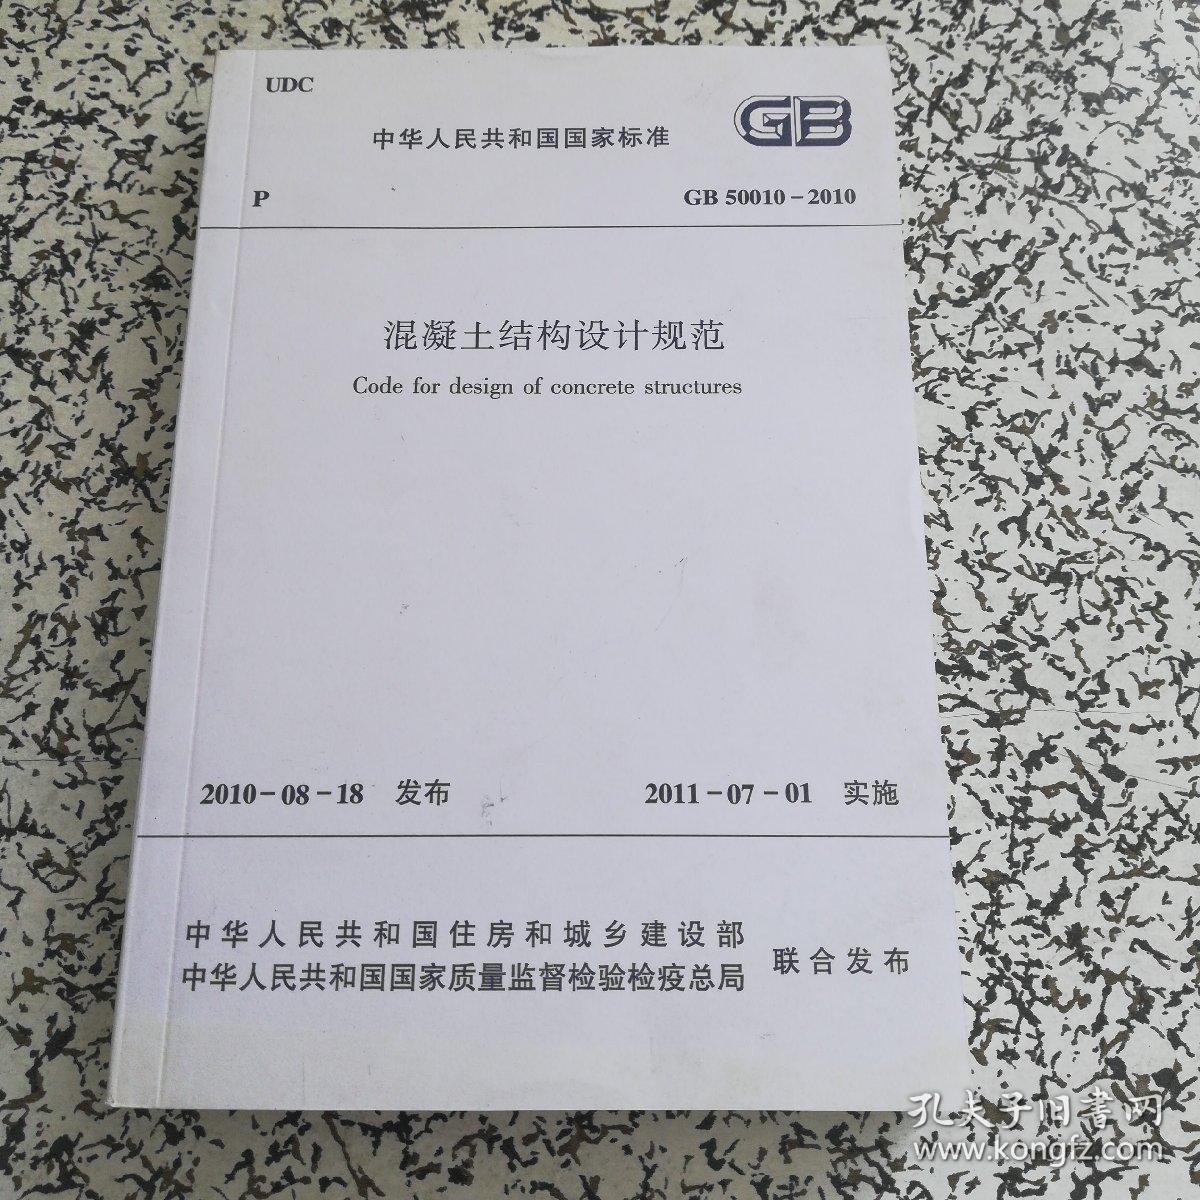 UDC
中华人民共和国国家标准
GB
P
GB 50010-2010
混凝土结构设计规范
Code for design of concrete structures
2010-08-18 发布
2011-07-01 实施
中华人民共和国住房和城乡建设部
中华人民共和国国家质量监督检验检疫总局
联合发布
孔夫子旧書网
www.kongfz.com